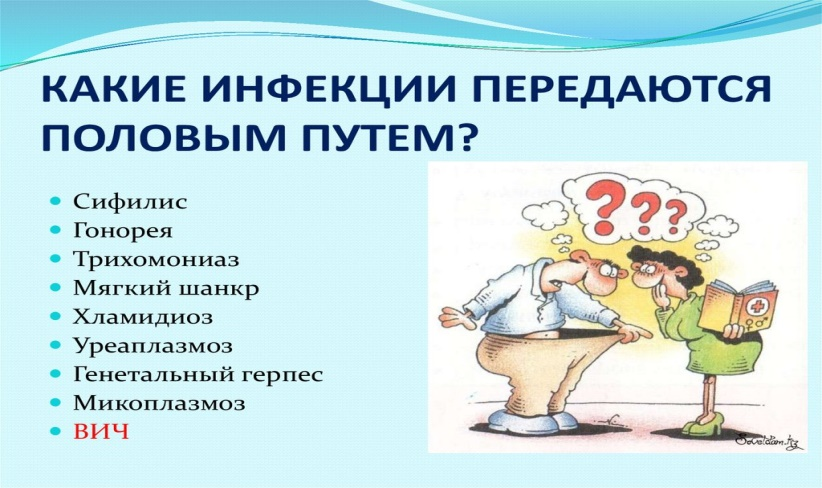 КАКИЕ ИНФЕКЦИИ ПЕРЕДАЮТСЯ
ПОЛОВЫМ ПУТЕМ?
Сифилис
Гонорея
Трихомониаз
Мягкий шанкр
Хламидиоз
Уреаплазмоз
Генетальный герпес
Микоплазмоз
ВИЧ
???